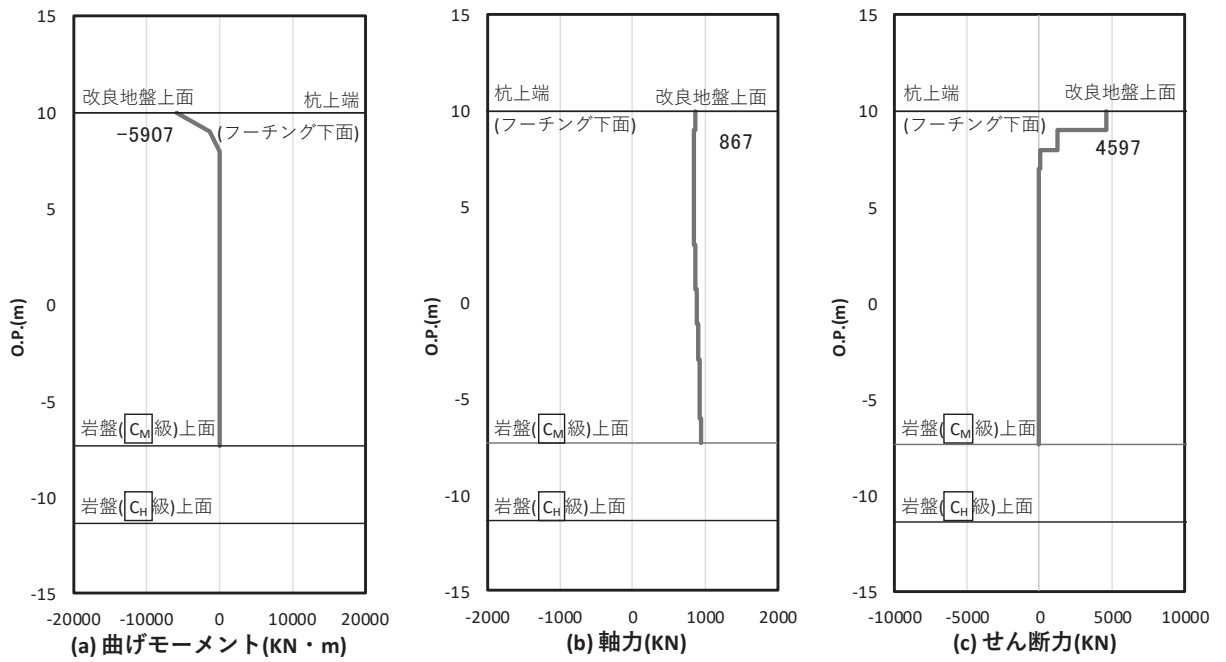 15
10
5
0
-5
-10
-15
O.P.(m)
改良地盤上面
杭上端
-5907
(フーチング下面)
岩盤(CM級)上面
岩盤(CH級)上面
-20000 -10000 0 10000 20000
(a) 曲げモーメント(KN・m)
15
10
5
0
-5
-10
-15
O.P.(m)
杭上端
改良地盤上面
(フーチング下面)
867
岩盤(CM級)上面
岩盤(CH級)上面
-2000 -1000 0 1000 2000
(b) 軸力(KN)
15
10
5
0
-5
-10
-15
O.P.(m)
杭上端
改良地盤上面
(フーチング下面)
4597
岩盤(CM級)上面
岩盤(CH級)上面
-10000 -5000 0 5000 10000
(c) せん断力(KN)